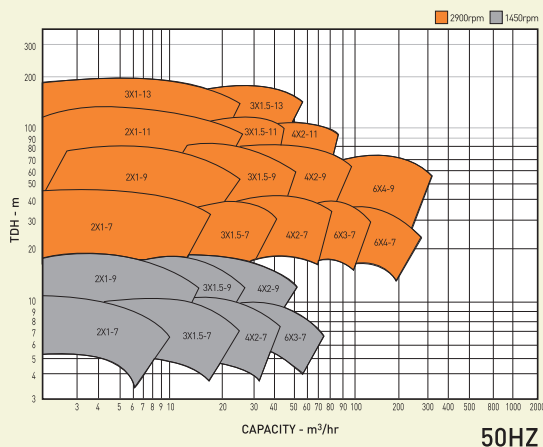 2900rpm 1450rpm
300
200
3X1-13
3X1.5-13
100
90
80
70
60
50
40
30
20
10
9
8
7
6
5
4
3
2X1-11 3X1.5-11 4X2-11
2X1-9 3X1.5-9 4X2-9 6X4-9
2X1-7 3X1.5-7 4X2-7 6X3-7 6X4-7
2X1-9 3X1.5-9 4X2-9
2X1-7 3X1.5-7 4X2-7 6X3-7
TDH - m
3 4 5 6 7 8 9 10 20 30 40 50 60 70 80 90 100 200 300 400 500 600 800 1000 2000
CAPACITY - m³/hr
50HZ